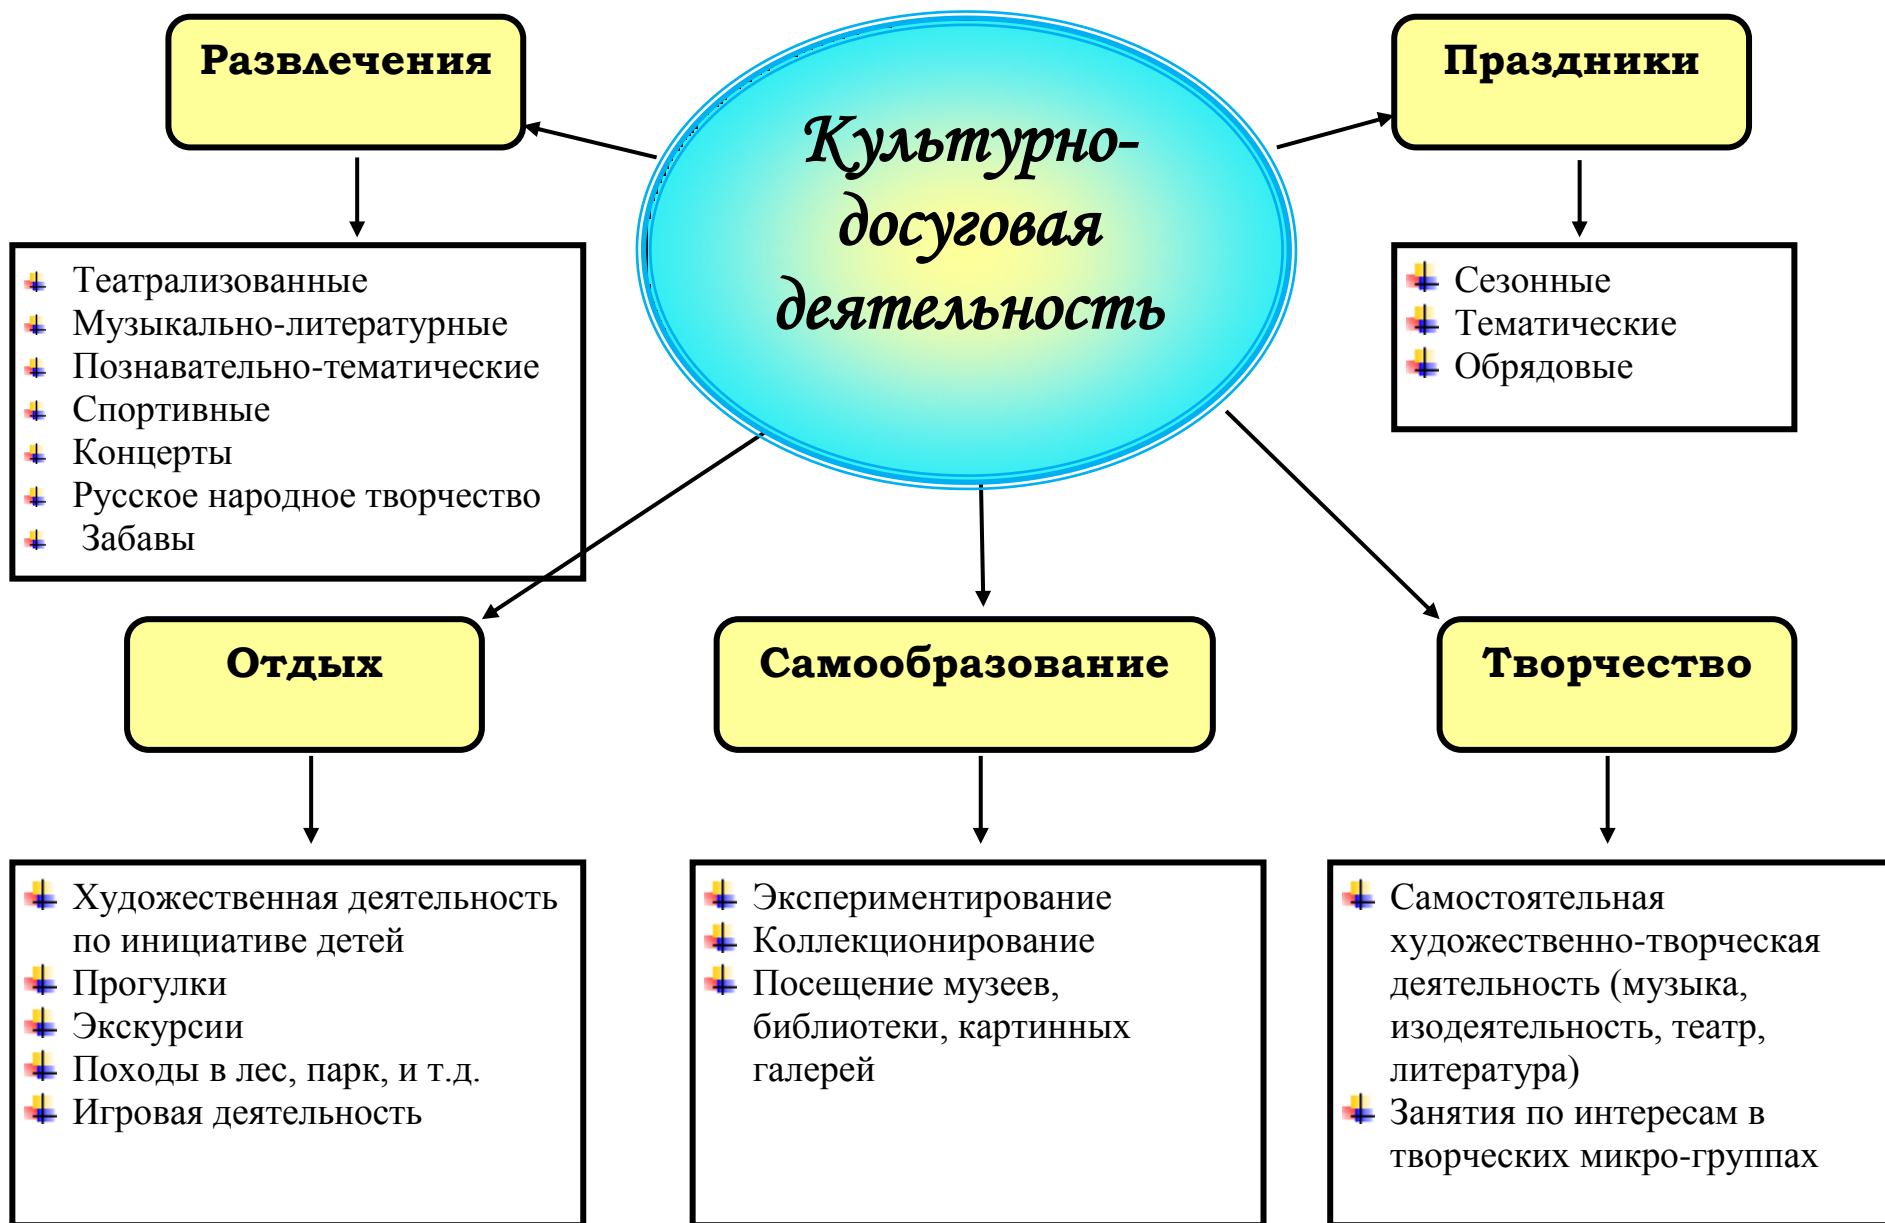 Развлечения
Культурно-
досуговая
деятельность
Праздники
Театрализованные
Музыкально-литературные
Познавательно-тематические
Спортивные
Концерты
Русское народное творчество
Забавы
Сезонные
Тематические
Обрядовые
Отдых
Самообразование
Творчество
Художественная деятельность
по инициативе детей
Прогулки
Экскурсии
Походы в лес, парк, и т.д.
Игровая деятельность
Экспериментирование
Коллекционирование
Посещение музеев,
библиотеки, картинных
галерей
Самостоятельная
художественно-творческая
деятельность (музыка,
изодеятельность, театр,
литература)
Занятия по интересам в
творческих микро-группах